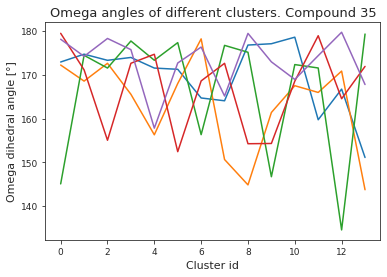 Omega angles of different clusters. Compound 35
Omega dihedral angle [°]
180
170
160
150
140
0 2 4 6 8 10 12
Cluster id